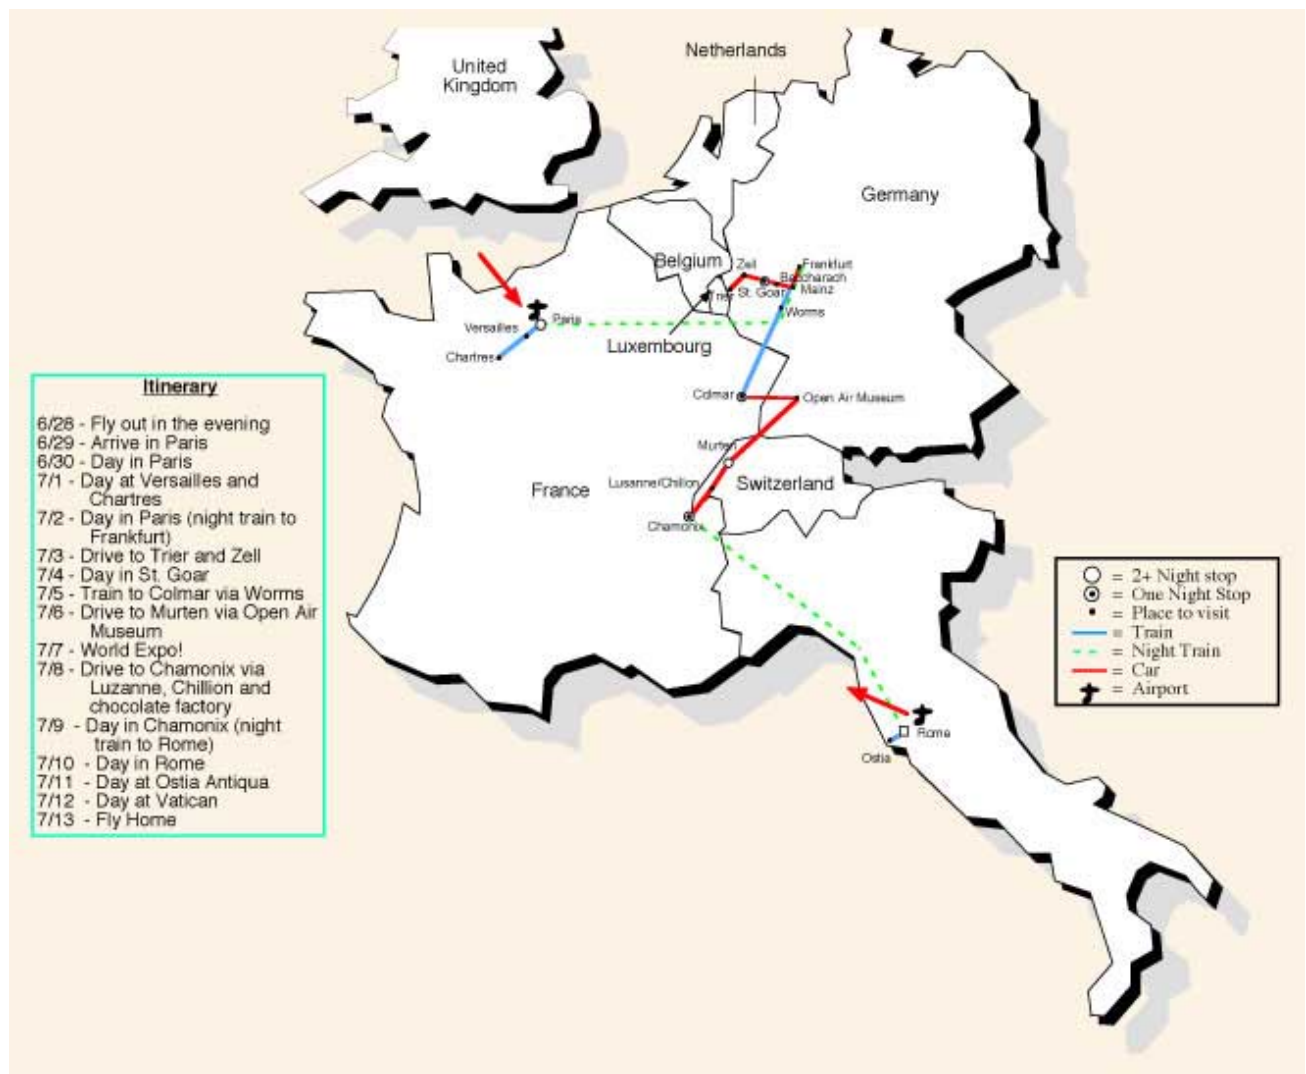 Netherlands
United
Kingdom
Germany
Belgium
Zell
Frankfurt
Baccharach
Trier
St. Goar
Mainz
Worms
Paris
Versailles
Luxembourg
Chartres
Colmar
Open Air Museum
Murten
Lusanne/Chillon
Switzerland
France
Chamonix
Rome
Ostia
Itinerary
6/28 - Fly out in the evening
6/29 - Arrive in Paris
6/30 - Day in Paris
7/1 - Day at Versailles and
Chartres
7/2 - Day in Paris (night train to
Frankfurt)
7/3 - Drive to Trier and Zell
7/4 - Day in St. Goar
7/5 - Train to Colmar via Worms
7/6 - Drive to Murten via Open Air
Museum
7/7 - World Expo!
7/8 - Drive to Chamonix via
Luzanne, Chillion and
chocolate factory
7/9 - Day in Chamonix (night
train to Rome)
7/10 - Day in Rome
7/11 - Day at Ostia Antiqua
7/12 - Day at Vatican
7/13 - Fly Home
= 2+ Night stop
= One Night Stop
= Place to visit
= Train
= Night Train
= Car
= Airport